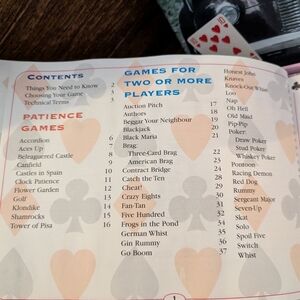 CONTENTS
Things You Need to Know 2
Choosing Your Game 3
Technical Terms 4
PATIENCE
GAMES
Accordion 6
Aces Up 7
Beleaguered Castle 8
Canfield 9
Castles in Spain 10
Clock Patience 11
Flower Garden 12
Golf 13
Klondike 14
Shamrocks 15
Tower of Pisa 16
GAMES FOR
TWO OR MORE
PLAYERS
Auction Pitch 17
Authors 18
Beggar Your Neighbour 19
Blackjack 20
Black Maria 21
Brag:
Three-Card Brag 22
American Brag 23
Contract Bridge 24
Catch the Ten 28
Cheat! 29
Crazy Eights 30
Fan-Tan 31
Five Hundred 32
Frogs in the Pond 34
German Whist 35
Gin Rummy 36
Go Boom 37
Honest John
Knaves
Knock-Out Whist
Loo
Nap
Oh Hell
Old Maid
Pip-Pip
Poker:
Draw Poker
Stud Poker
Whiskey Poker
Pontoon
Racing Demon
Red Dog
Rummy
Sergeant Major
Seven-Up
Skat
Solo
Spoil Five
Switch
Whist
1